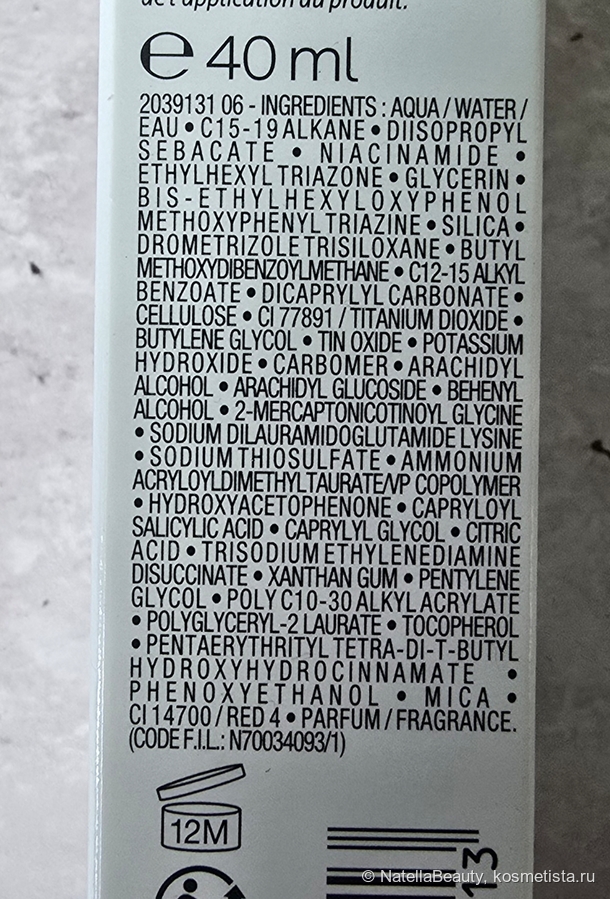 de l'application du produit.
e 40 ml
2039131 06 - INGREDIENTS : AQUA / WATER /
EAU • C15-19 ALKANE • DIISOPROPYL
SEBACATE • NIACINAMIDE •
ETHYLHEXYL TRIAZONE • GLYCERIN •
BIS-ETHYLHEXYLOXYPHENOL
METHOXYPHENYL TRIAZINE • SILICA •
DROMETRIZOLE TRISILOXANE • BUTYL
METHOXYDIBENZOYLMETHANE • C12-15 ALKYL
BENZOATE • DICAPRYLYL CARBONATE •
CELLULOSE • CI 77891 / TITANIUM DIOXIDE •
BUTYLENE GLYCOL • TIN OXIDE • POTASSIUM
HYDROXIDE • CARBOMER • ARACHIDYL
ALCOHOL • ARACHIDYL GLUCOSIDE • BEHENYL
ALCOHOL • 2-MERCAPTONICOTINOYL GLYCINE
• SODIUM DILAURAMIDOGLUTAMIDE LYSINE
• SODIUM THIOSULFATE • AMMONIUM
ACRYLOYLDIMETHYLTAURATE/VP COPOLYMER
• HYDROXYACETOPHENONE • CAPRYLOYL
SALICYLIC ACID • CAPRYLYL GLYCOL • CITRIC
ACID • TRISODIUM ETHYLENEDIAMINE
DISUCCINATE • XANTHAN GUM • PENTYLENE
GLYCOL • POLY C10-30 ALKYL ACRYLATE
• POLYGLYCERYL-2 LAURATE • TOCOPHEROL
• PENTAERYTHRITYL TETRA-DI-T-BUTYL
HYDROXYHYDROCINNAMATE •
PHENOXYETHANOL • MICA •
CI 14700 / RED 4 • PARFUM / FRAGRANCE.
(CODE F.I.L.: N70034093/1)
12M
13
© NatellaBeauty, kosmetista.ru